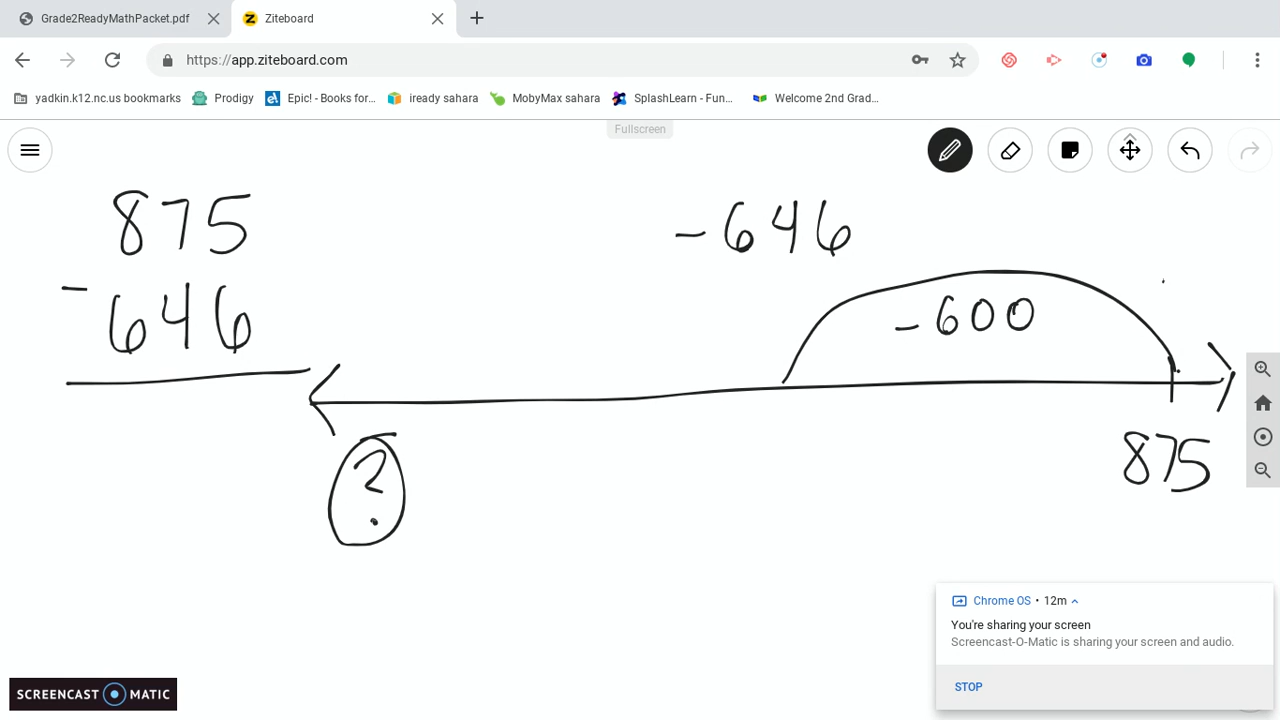 Grade2ReadyMathPacket.pdf
Ziteboard
https://app.ziteboard.com
yadkin.k12.nc.us bookmarks
Prodigy
Epic! - Books for...
iready sahara
MobyMax sahara
SplashLearn - Fun...
Welcome 2nd Grad...
Fullscreen
875
- 646
- 646
- 600
?
875
Chrome OS • 12m
You're sharing your screen
Screencast-O-Matic is sharing your screen and audio.
STOP
SCREENCAST MATIC